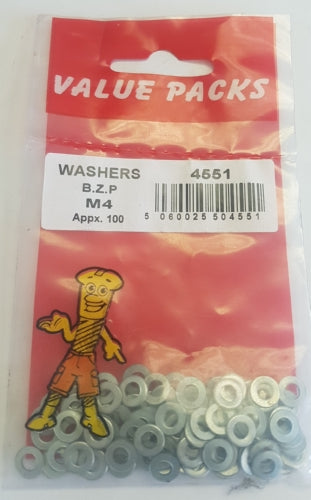 VALUE PACKS
WASHERS 4551
B.Z.P
M4
Appx. 100
5 060025 504551